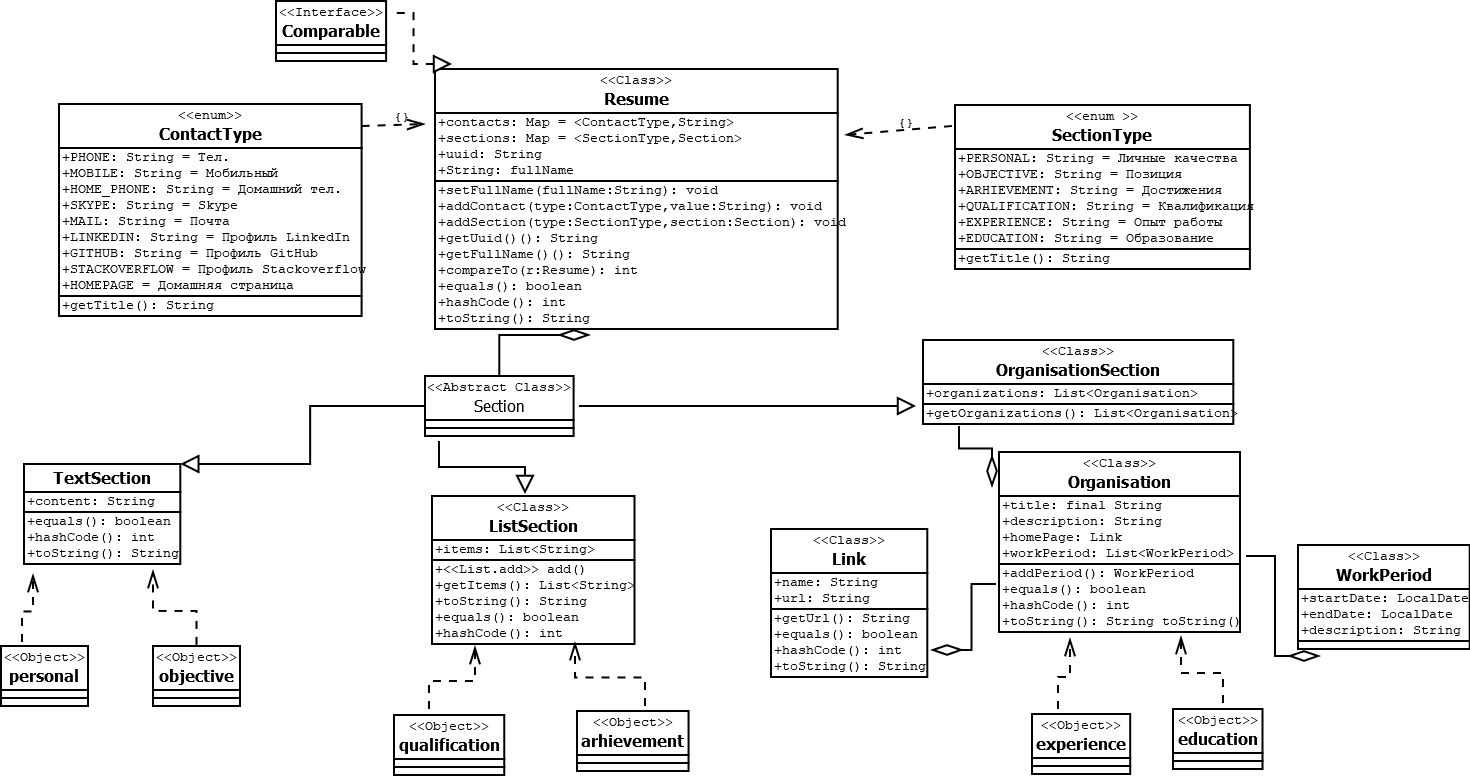 <<Interface>>
Comparable
<<Class>>
Resume
+contacts: Map = <ContactType,String>
+sections: Map = <SectionType,Section>
+uuid: String
+String: fullName
+setFullName(fullName:String): void
+addContact(type:ContactType,value:String): void
+addSection(type:SectionType,section:Section): void
+getUuid()(): String
+getFullName()(): String
+compareTo(r:Resume): int
+equals(): boolean
+hashCode(): int
+toString(): String
<<enum>>
ContactType
+PHONE: String = Тел.
+MOBILE: String = Мобильный
+HOME_PHONE: String = Домашний тел.
+SKYPE: String = Skype
+MAIL: String = Почта
+LINKEDIN: String = Профиль LinkedIn
+GITHUB: String = Профиль GitHub
+STACKOVERFLOW = Профиль Stackoverflow
+HOMEPAGE = Домашняя страница
+getTitle(): String
{}
{}
<<enum >>
SectionType
+PERSONAL: String = Личные качества
+OBJECTIVE: String = Позиция
+ARHIEVEMENT: String = Достижения
+QUALIFICATION: String = Квалификация
+EXPERIENCE: String = Опыт работы
+EDUCATION: String = Образование
+getTitle(): String
<<Abstract Class>>
Section
<<Class>>
OrganisationSection
+organizations: List<Organisation>
+getOrganizations(): List<Organisation>
TextSection
+content: String
+equals(): boolean
+hashCode(): int
+toString(): String
<<Class>>
ListSection
+items: List<String>
+<<List.add>> add()
+getItems(): List<String>
+toString(): String
+equals(): boolean
+hashCode(): int
<<Class>>
Organisation
+title: final String
+description: String
+homePage: Link
+workPeriod: List<WorkPeriod>
+addPeriod(): WorkPeriod
+equals(): boolean
+hashCode(): int
+toString(): String toString()
<<Class>>
Link
+name: String
+url: String
+getUrl(): String
+equals(): boolean
+hashCode(): int
+toString(): String
<<Class>>
WorkPeriod
+startDate: LocalDate
+endDate: LocalDate
+description: String
<<Object>>
personal
<<Object>>
objective
<<Object>>
qualification
<<Object>>
arhievement
<<Object>>
experience
<<Object>>
education